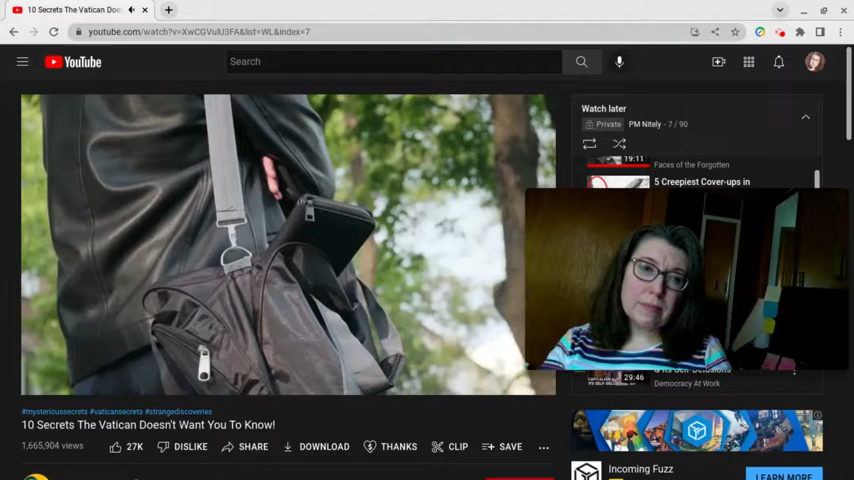 10 Secrets The Vatican Does
youtube.com/watch?v=XwCGVulU3FA&list=WL&index=7
YouTube
Search
Watch later
Private
PM Nitely - 7 / 90
19:11
Faces of the Forgotten
5 Creepiest Cover-ups in
29:46
Democracy At Work
#mysterioussecrets #vaticansecrets #strangediscoveries
10 Secrets The Vatican Doesn't Want You To Know!
1,665,904 views
27K
DISLIKE
SHARE
DOWNLOAD
THANKS
CLIP
SAVE
Incoming Fuzz
LEARN MORE